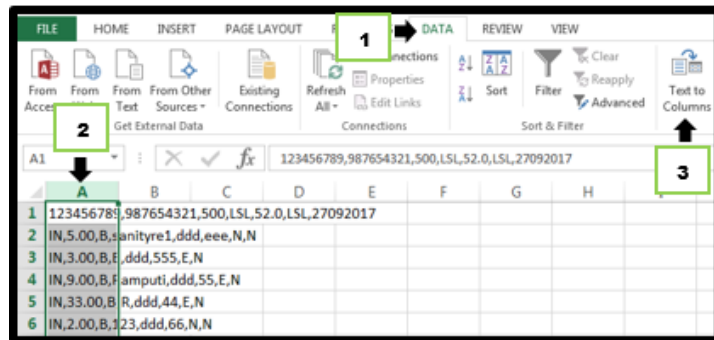 FILE HOME INSERT PAGE LAYOUT 1 DATA REVIEW VIEW
Clear
Properties Reapply
From From From From Other Existing Refresh Sort Filter Text to
Text Sources Connections All Edit Links Advanced Columns
2 Get External Data Connections Sort & Filter
3
A1 fx 123456789,987654321,500,LSL,52.0,LSL,27092017
A B C D E F G H
1 123456789,987654321,500,LSL,52.0,LSL,27092017
2 IN,5.00,B,sanityre1,ddd,eee,N,N
3 IN,3.00,B,E,ddd,555,E,N
4 IN,9.00,B, ,ddd,55,E,N
5 IN,33.00,B,R,ddd,44,E,N
6 IN,2.00,B,123,ddd,66,N,N